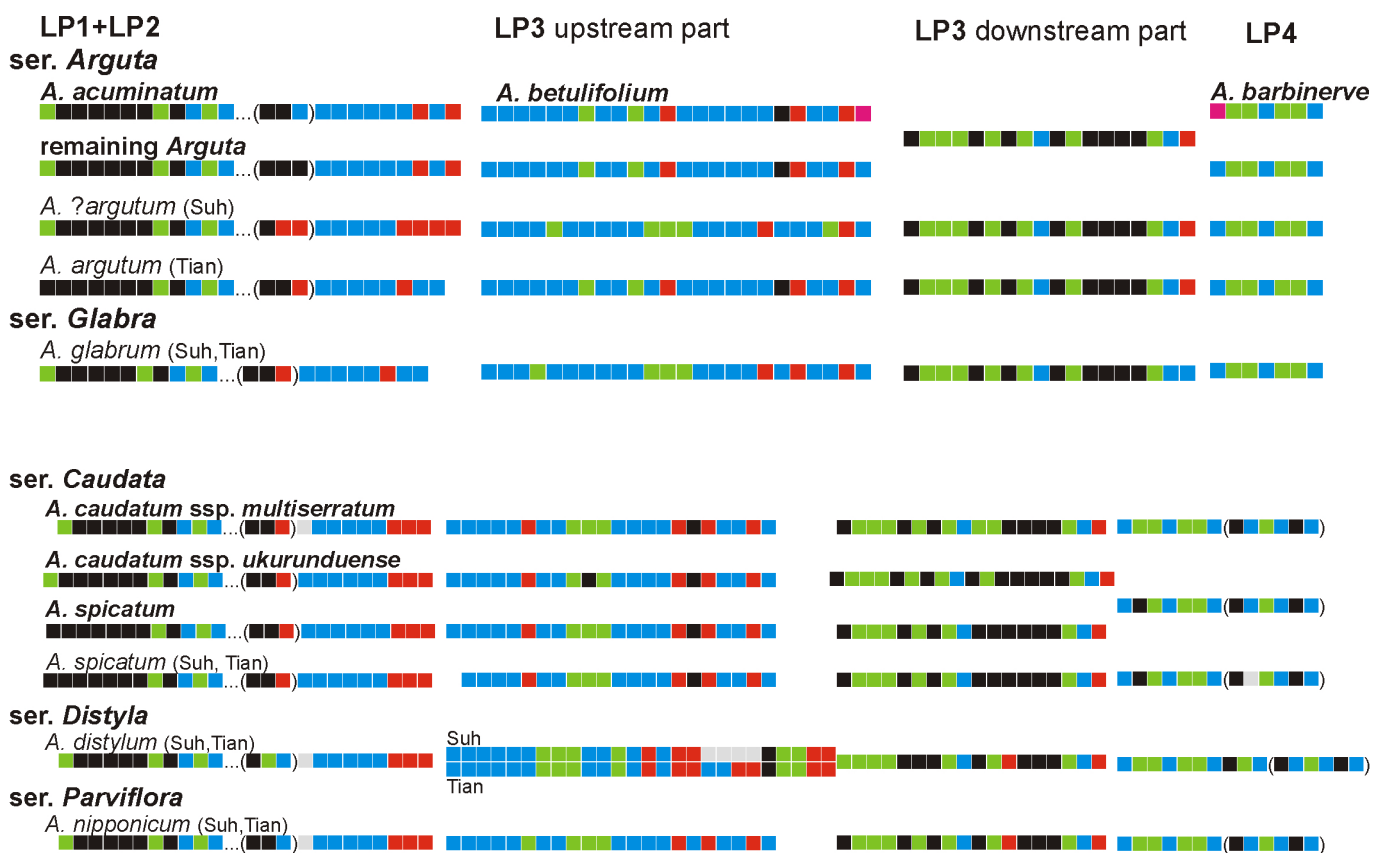 LP1+LP2 LP3 upstream part LP3 downstream part LP4
ser. Arguta
A. acuminatum A. betulifolium A. barbinerve
...( )
remaining Arguta
...( )
A. ?argutum (Suh)
...( )
A. argutum (Tian)
...( )
ser. Glabra
A. glabrum (Suh,Tian)
...( )
ser. Caudata
A. caudatum ssp. multiserratum
...( ) ( )
A. caudatum ssp. ukurunduense
...( )
A. spicatum ( )
...( )
A. spicatum (Suh, Tian)
...( ) ( )
ser. Distyla
A. distylum (Suh,Tian) Suh
...( ) ( )
Tian
ser. Parviflora
A. nipponicum (Suh,Tian)
...( ) ( )